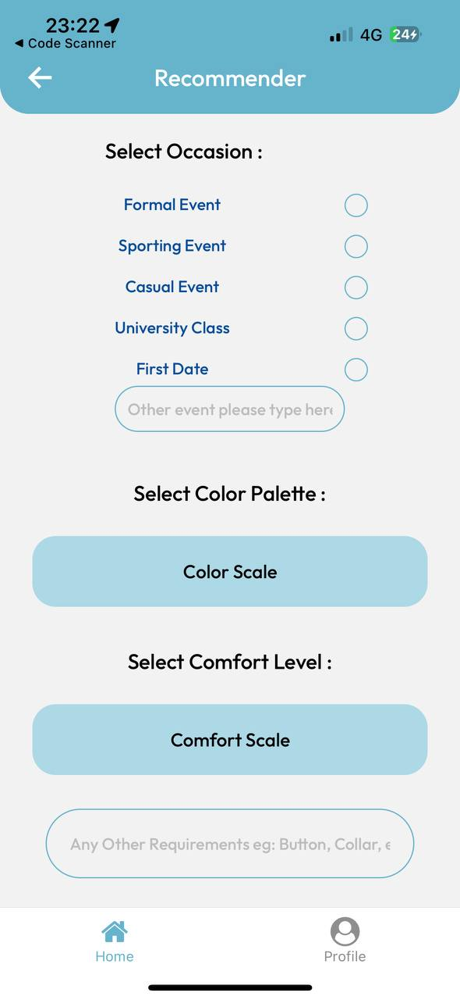 23:22
4G 24
◀ Code Scanner
Recommender
Select Occasion :
Formal Event
Sporting Event
Casual Event
University Class
First Date
Other event please type here
Select Color Palette :
Color Scale
Select Comfort Level :
Comfort Scale
Any Other Requirements eg: Button, Collar, e
Home
Profile